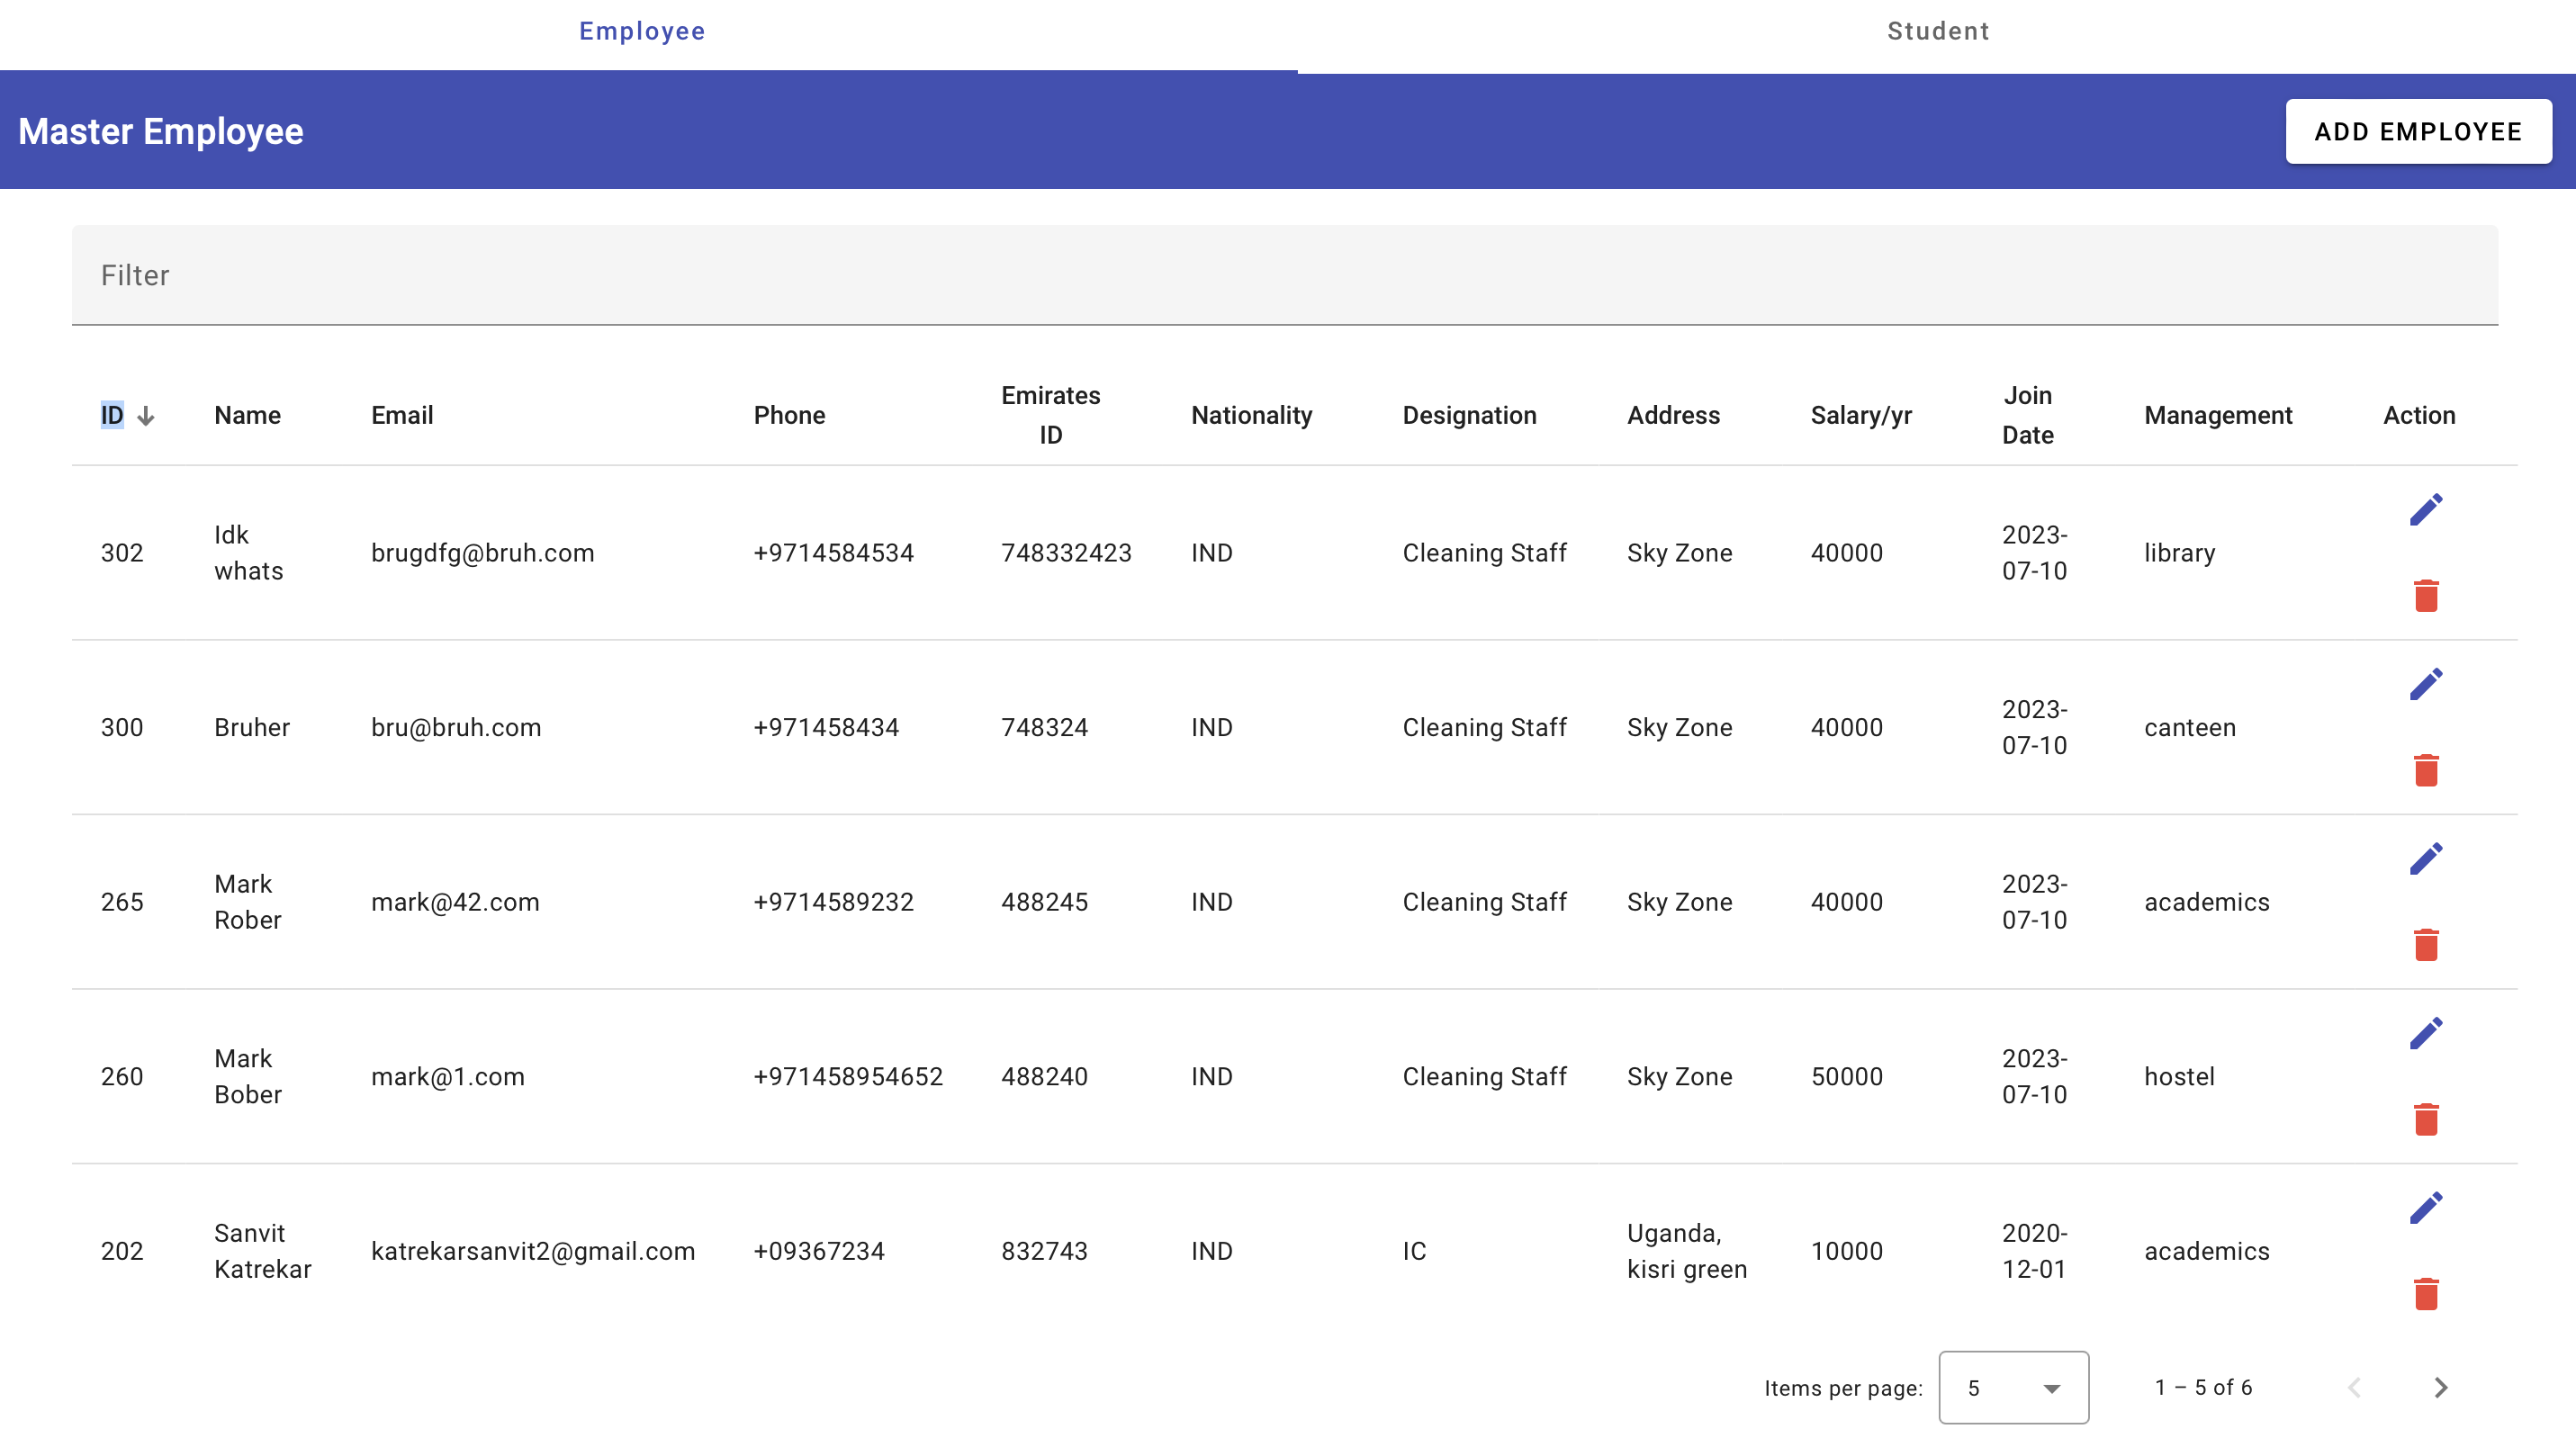 Employee Student
Master Employee ADD EMPLOYEE
Filter
ID Name Email Phone Emirates ID Nationality Designation Address Salary/yr Join Date Management Action
302 Idk whats brugdfg@bruh.com +9714584534 748332423 IND Cleaning Staff Sky Zone 40000 2023-07-10 library
300 Bruher bru@bruh.com +971458434 748324 IND Cleaning Staff Sky Zone 40000 2023-07-10 canteen
265 Mark Rober mark@42.com +9714589232 488245 IND Cleaning Staff Sky Zone 40000 2023-07-10 academics
260 Mark Bober mark@1.com +971458954652 488240 IND Cleaning Staff Sky Zone 50000 2023-07-10 hostel
202 Sanvit Katrekar katrekarsanvit2@gmail.com +09367234 832743 IND IC Uganda, kisri green 10000 2020-12-01 academics
Items per page: 5 1 – 5 of 6